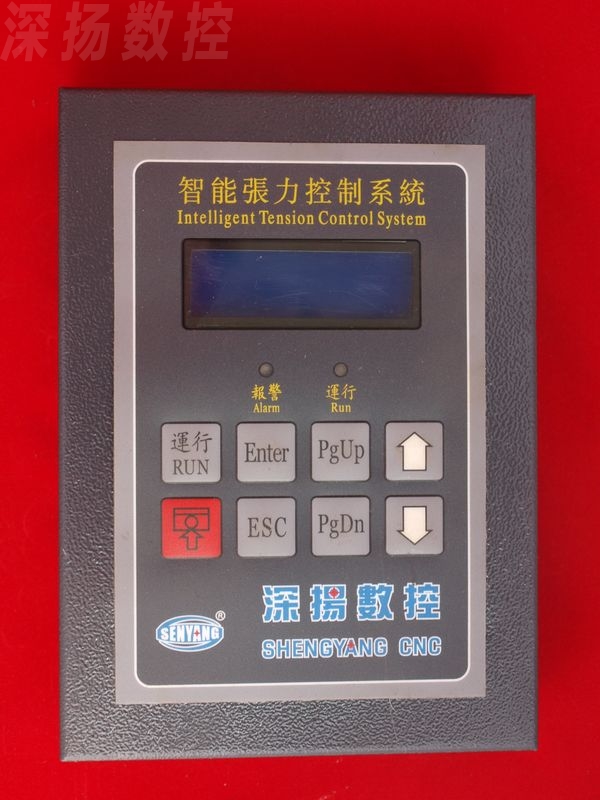 深扬数控
智能張力控制系統
Intelligent Tension Control System
報警 運行
Alarm Run
運行 RUN
Enter
PgUp
ESC
PgDn
SENYANG ®
深揚數控
SHENGYANG CNC